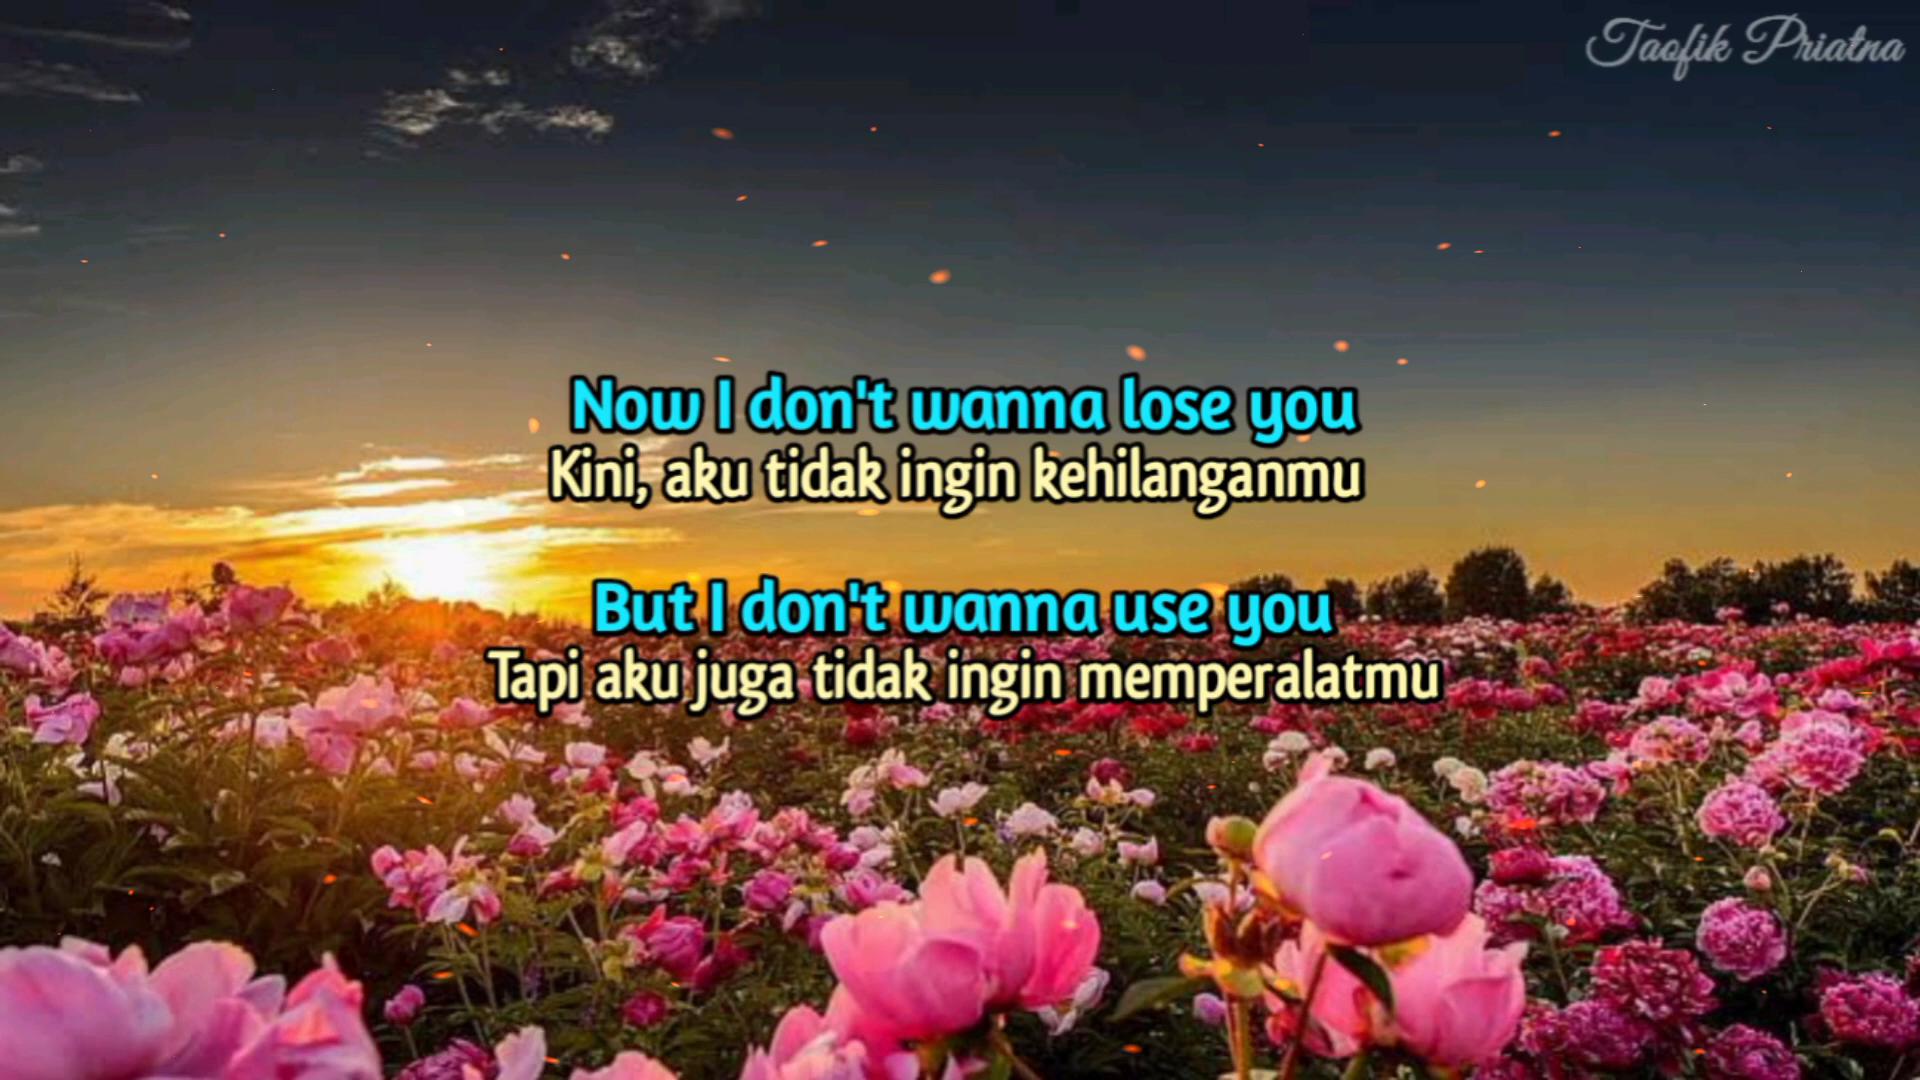 Taofik Priatna
Now I don't wanna lose you
Kini, aku tidak ingin kehilanganmu
But I don't wanna use you
Tapi aku juga tidak ingin memperalatmu